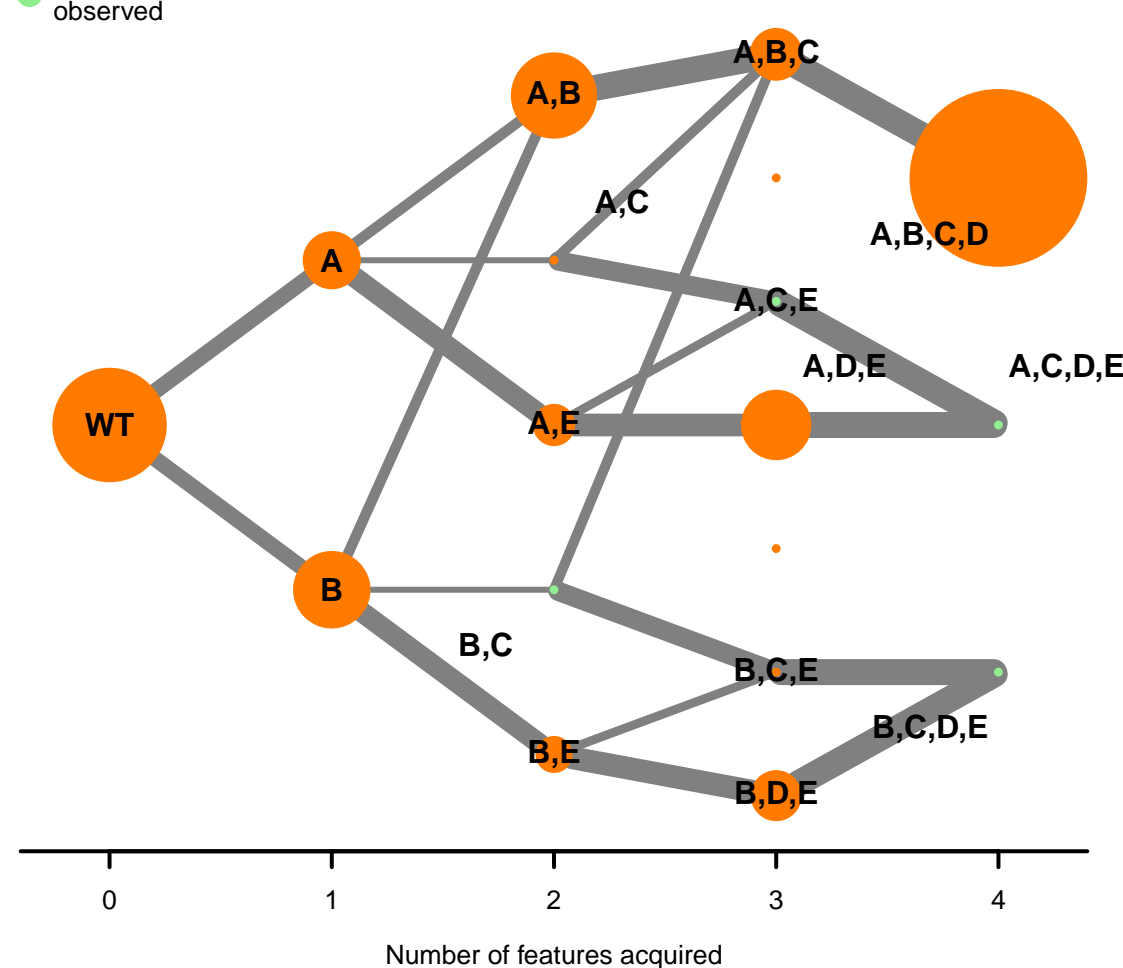 observed
A,B,C
A,B
A,C
A,B,C,D
A
A,C,E
A,D,E
A,C,D,E
WT
A,E
B
B,C
B,C,E
B,C,D,E
B,E
B,D,E
0 1 2 3 4
Number of features acquired